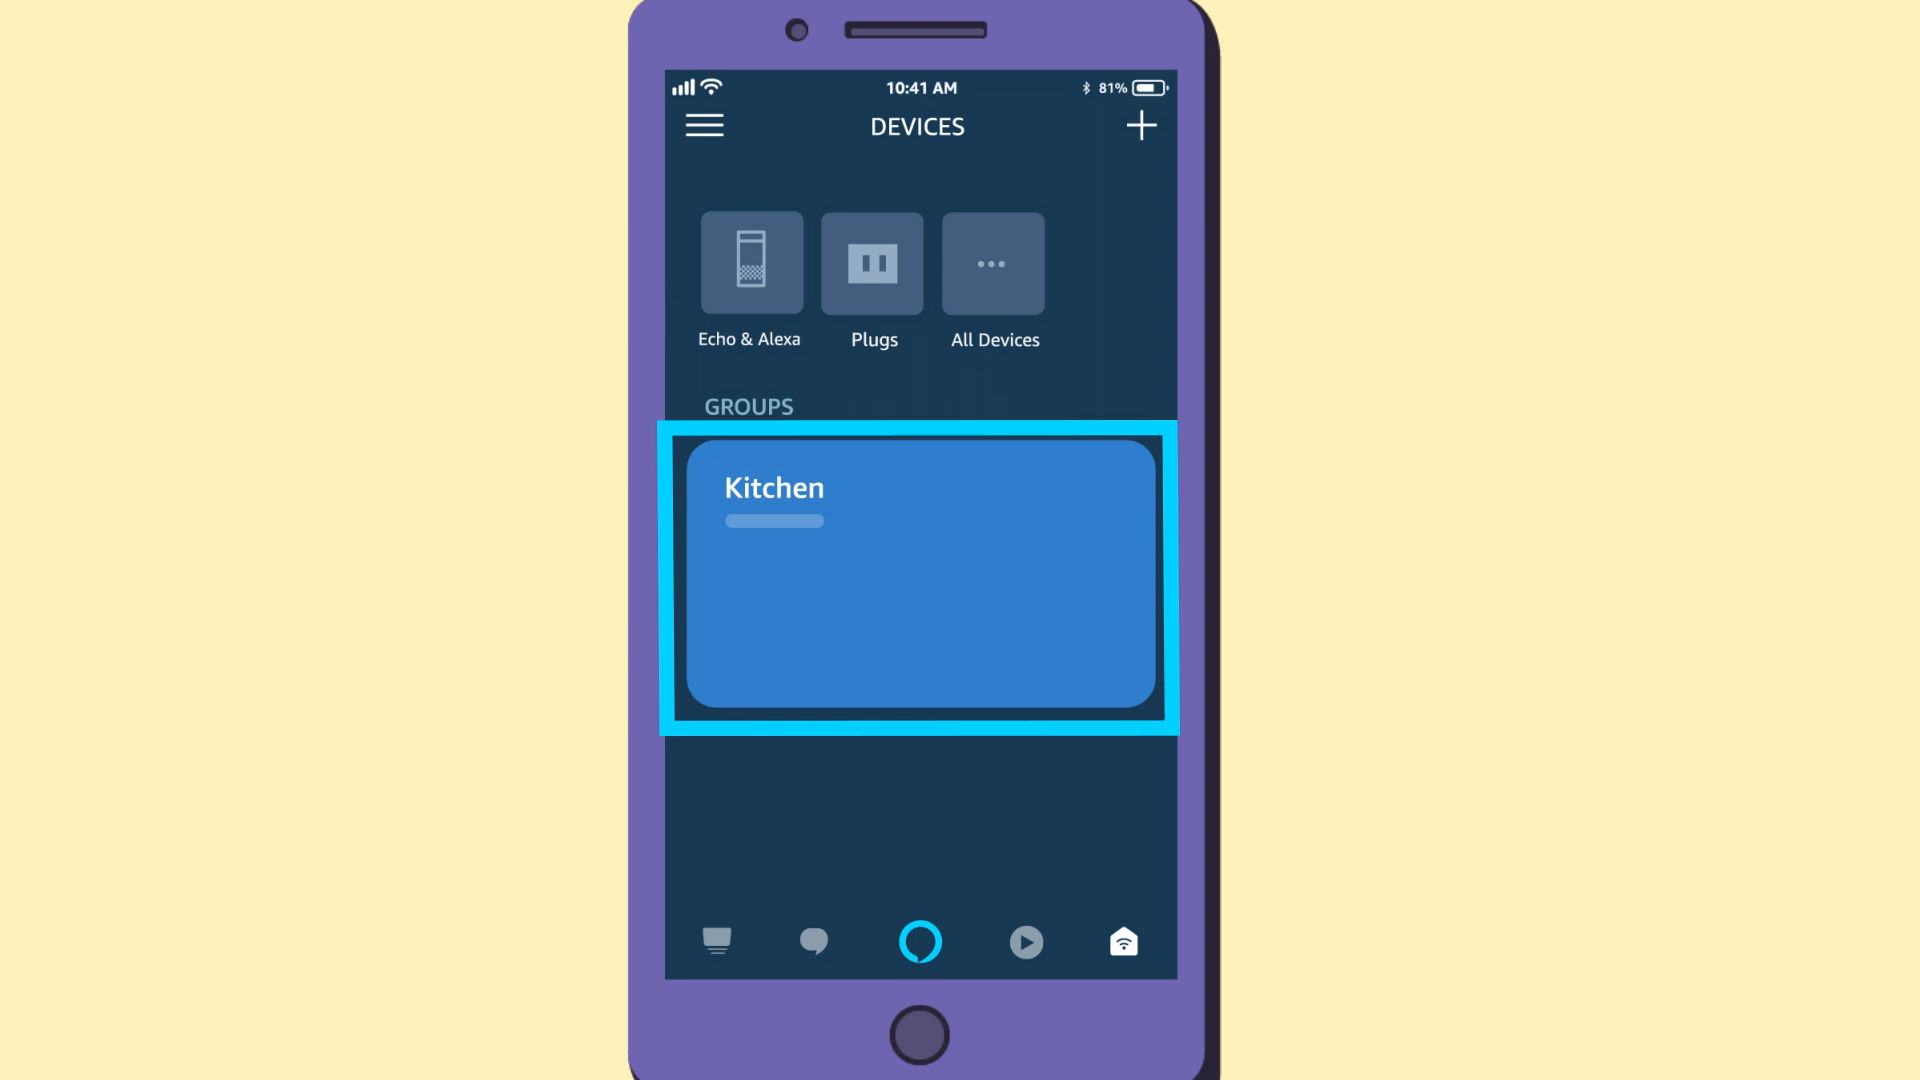 10:41 AM
81%
DEVICES
Echo & Alexa
Plugs
All Devices
GROUPS
Kitchen